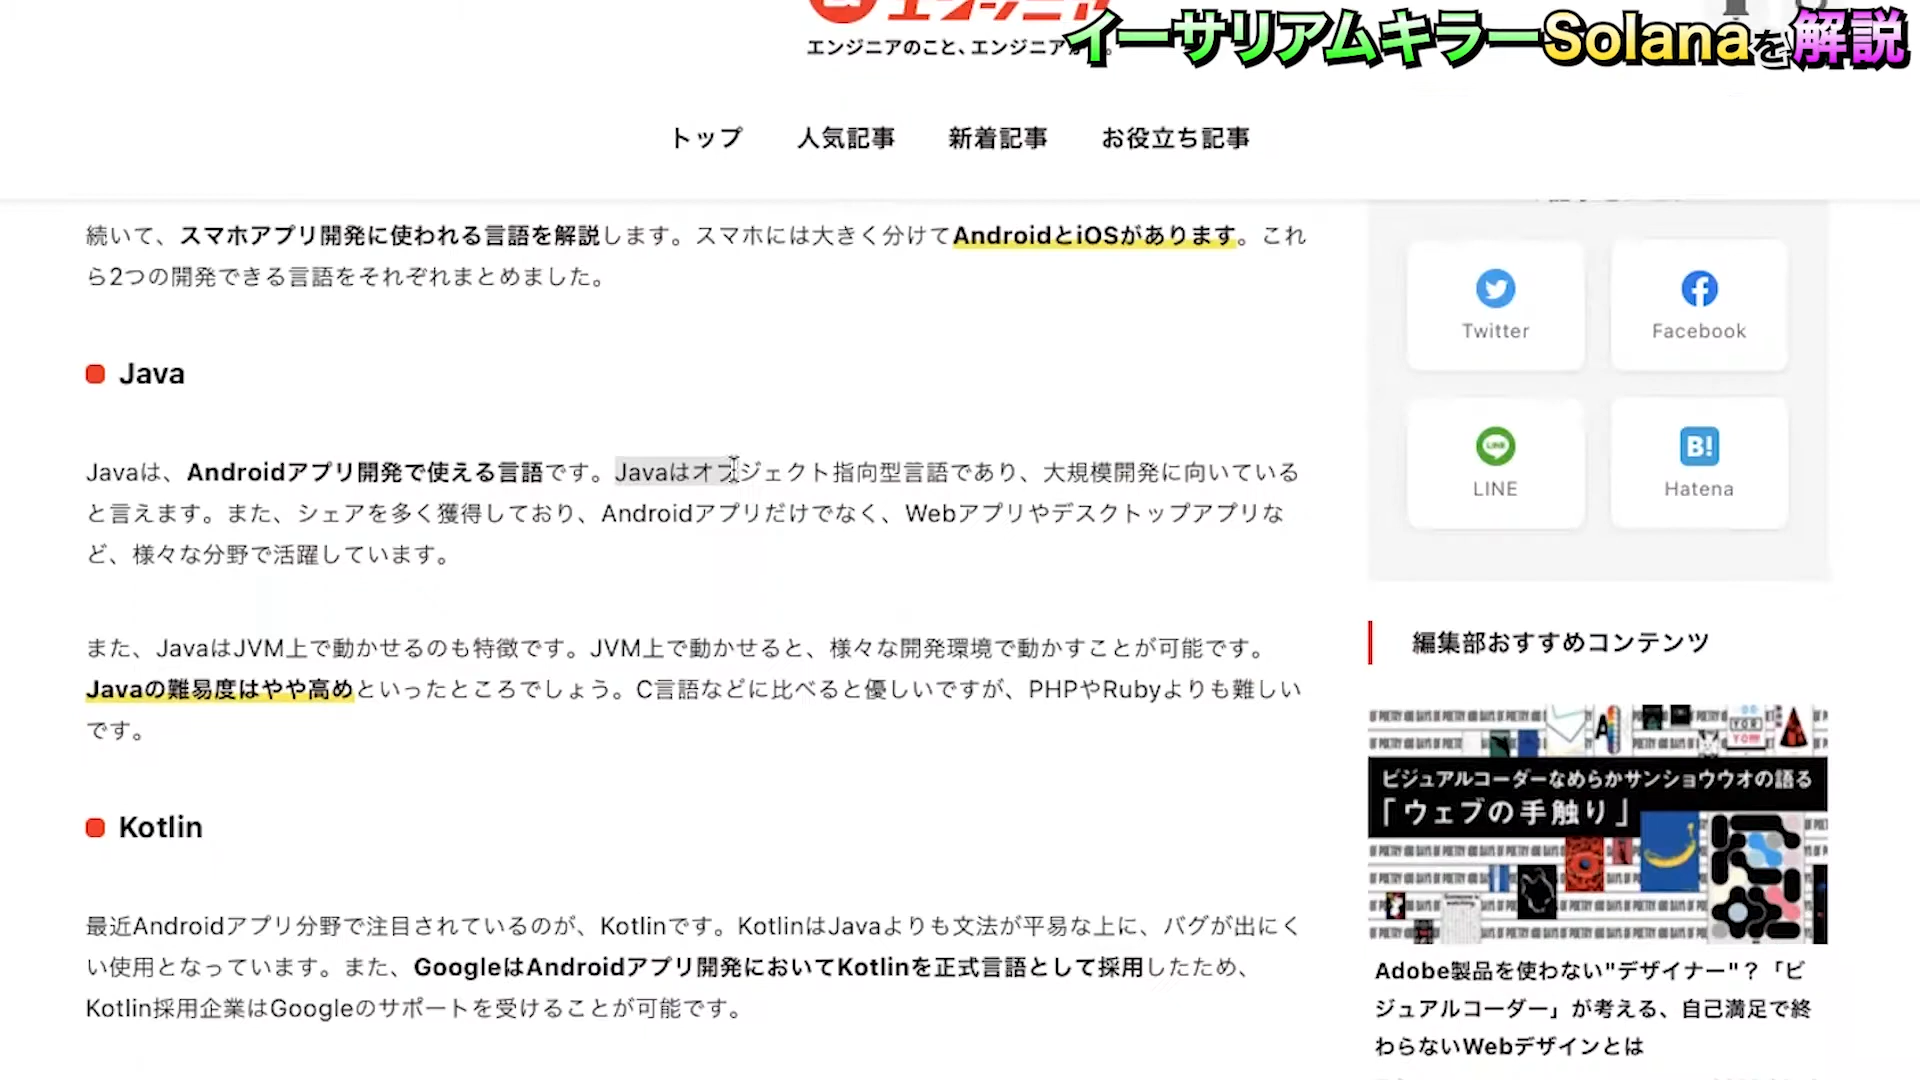 エンジニアのこと、エンジニアが
イーサリアムキラーSolanaを解説
トップ 人気記事 新着記事 お役立ち記事
続いて、スマホアプリ開発に使われる言語を解説します。スマホには大きく分けてAndroidとiOSがあります。これ
ら2つの開発できる言語をそれぞれまとめました。
Java
Javaは、Androidアプリ開発で使える言語です。Javaはオブジェクト指向型言語であり、大規模開発に向いている
と言えます。また、シェアを多く獲得しており、Androidアプリだけでなく、Webアプリやデスクトップアプリな
ど、様々な分野で活躍しています。
また、JavaはJVM上で動かせるのも特徴です。JVM上で動かせると、様々な開発環境で動かすことが可能です。
Javaの難易度はやや高めといったところでしょう。C言語などに比べると優しいですが、PHPやRubyよりも難しい
です。
Kotlin
最近Androidアプリ分野で注目されているのが、Kotlinです。KotlinはJavaよりも文法が平易な上に、バグが出にく
い使用となっています。また、GoogleはAndroidアプリ開発においてKotlinを正式言語として採用したため、
Kotlin採用企業はGoogleのサポートを受けることが可能です。
Twitter
Facebook
LINE
LINE
B!
Hatena
編集部おすすめコンテンツ
ビジュアルコーダーなめらかサンショウウオの語る
「ウェブの手触り」
Adobe製品を使わない"デザイナー"？「ビ
ジュアルコーダー」が考える、自己満足で終
わらないWebデザインとは